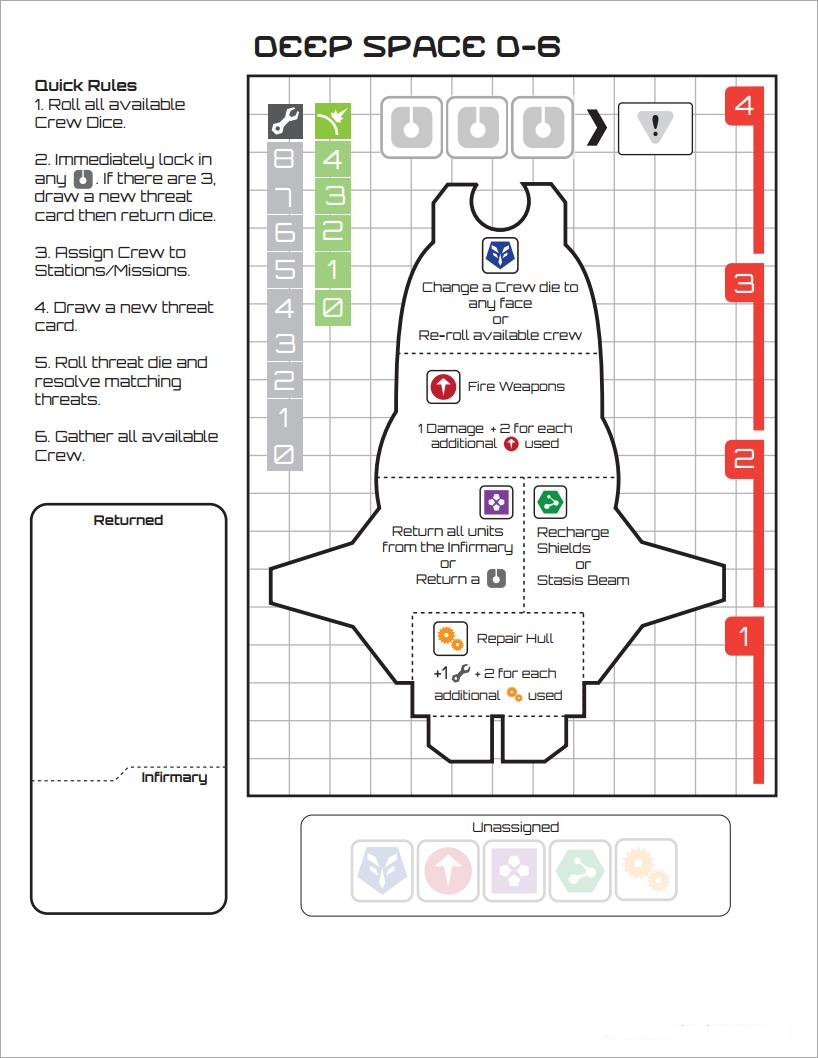 DEEP SPACE D-6
Quick Rules
1. Roll all available
Crew Dice.
2. Immediately lock in
any . If there are 3,
draw a new threat
card then return dice.
3. Assign Crew to
Stations/Missions.
4. Draw a new threat
card.
5. Roll threat die and
resolve matching
threats.
6. Gather all available
Crew.
Returned
Infirmary
8
7
6
5
4
3
2
1
0
4
3
2
1
0
!
Change a Crew die to
any face
or
Re-roll available crew
Fire Weapons
1 Damage + 2 for each
additional used
Return all units
from the Infirmary
or
Return a
Recharge
Shields
or
Stasis Beam
Repair Hull
+1 + 2 for each
additional used
4
3
2
1
Unassigned